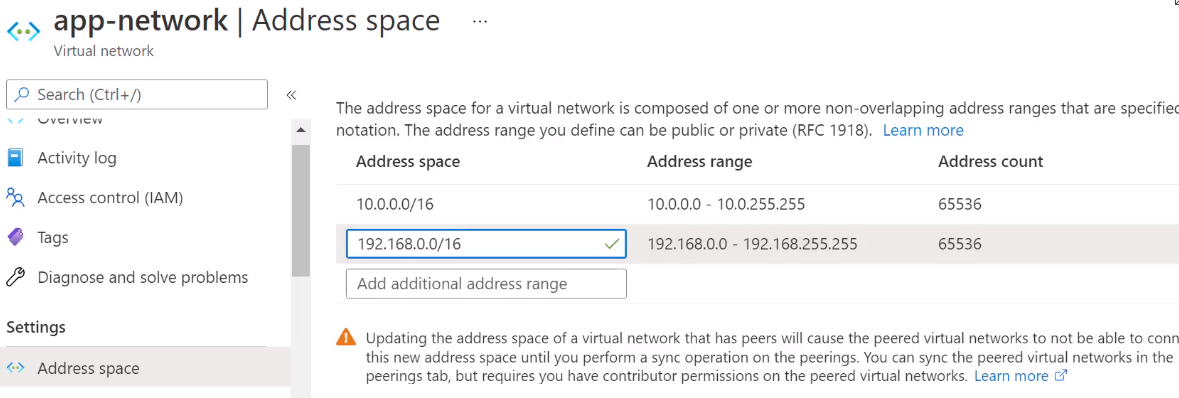 app-network | Address space ...
Virtual network
Search (Ctrl+/)
«
Overview
Activity log
Access control (IAM)
Tags
Diagnose and solve problems
Settings
Address space
The address space for a virtual network is composed of one or more non-overlapping address ranges that are specified
notation. The address range you define can be public or private (RFC 1918). Learn more
Address space Address range Address count
10.0.0.0/16 10.0.0.0 - 10.0.255.255 65536
192.168.0.0/16 192.168.0.0 - 192.168.255.255 65536
Add additional address range
Updating the address space of a virtual network that has peers will cause the peered virtual networks to not be able to conn
this new address space until you perform a sync operation on the peerings. You can sync the peered virtual networks in the
peerings tab, but requires you have contributor permissions on the peered virtual networks. Learn more